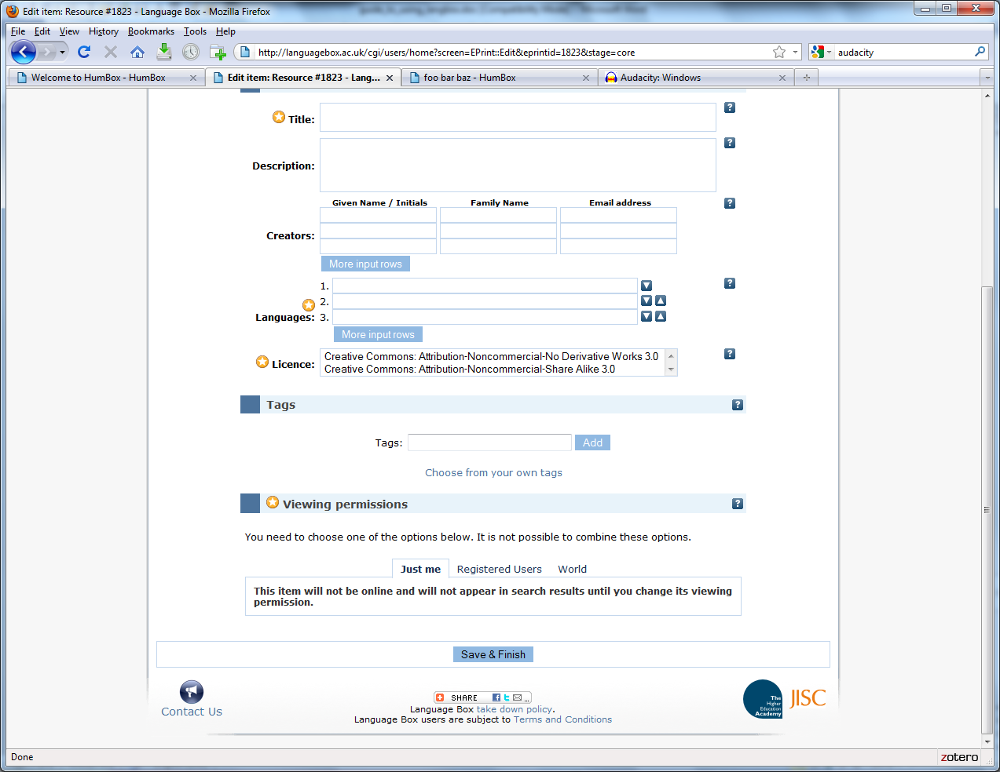 Edit item: Resource #1823 - Language Box - Mozilla Firefox
File Edit View History Bookmarks Tools Help
http://languagebox.ac.uk/cgi/users/home?screen=EPrint::Edit&eprintid=1823&stage=core
audacity
Welcome to HumBox - HumBox
Edit item: Resource #1823 - Lang...
foo bar baz - HumBox
Audacity: Windows
Title:
Description:
Given Name / Initials Family Name Email address
Creators:
More input rows
1.
2.
Languages: 3.
More input rows
Licence:
Creative Commons: Attribution-Noncommercial-No Derivative Works 3.0
Creative Commons: Attribution-Noncommercial-Share Alike 3.0
Tags
Tags: Add
Choose from your own tags
Viewing permissions
You need to choose one of the options below. It is not possible to combine these options.
Just me Registered Users World
This item will not be online and will not appear in search results until you change its viewing
permission.
Save & Finish
Contact Us
SHARE ...
Language Box take down policy.
Language Box users are subject to Terms and Conditions
The
Higher
Education
Academy
JISC
Done
zotero